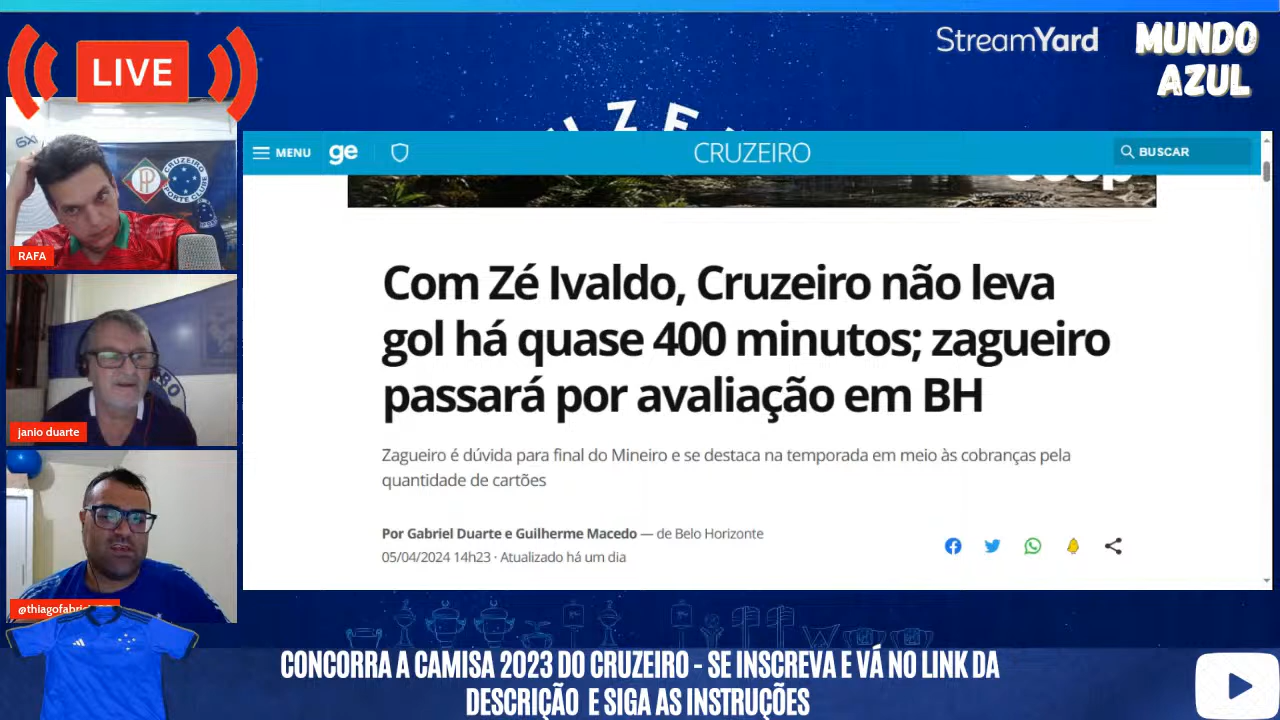 LIVE
StreamYard
MUNDO
AZUL
MENU
ge
CRUZEIRO
BUSCAR
Com Zé Ivaldo, Cruzeiro não leva
gol há quase 400 minutos; zagueiro
passará por avaliação em BH
Zagueiro é dúvida para final do Mineiro e se destaca na temporada em meio às cobranças pela
quantidade de cartões
Por Gabriel Duarte e Guilherme Macedo — de Belo Horizonte
05/04/2024 14h23 · Atualizado há um dia
RAFA
janio duarte
CONCORRA A CAMISA 2023 DO CRUZEIRO - SE INSCREVA E VÁ NO LINK DA
DESCRIÇÃO E SIGA AS INSTRUÇÕES